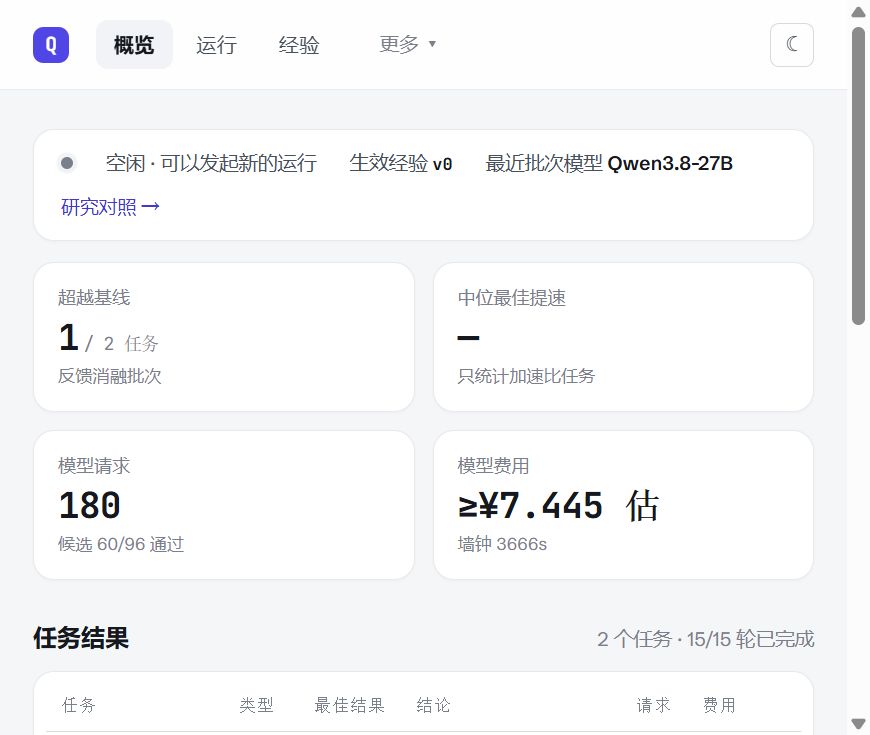 Q 概览 运行 经验 更多 ▼ ☾
空闲 · 可以发起新的运行 生效经验 v0 最近批次模型 Qwen3.8-27B
研究对照 →
超越基线 中位最佳提速
1 / 2 任务 —
反馈消融批次 只统计加速比任务
模型请求 模型费用
180 ≥¥7.445 估
候选 60/96 通过 墙钟 3666s
任务结果 2 个任务 · 15/15 轮已完成
任务 类型 最佳结果 结论 请求 费用